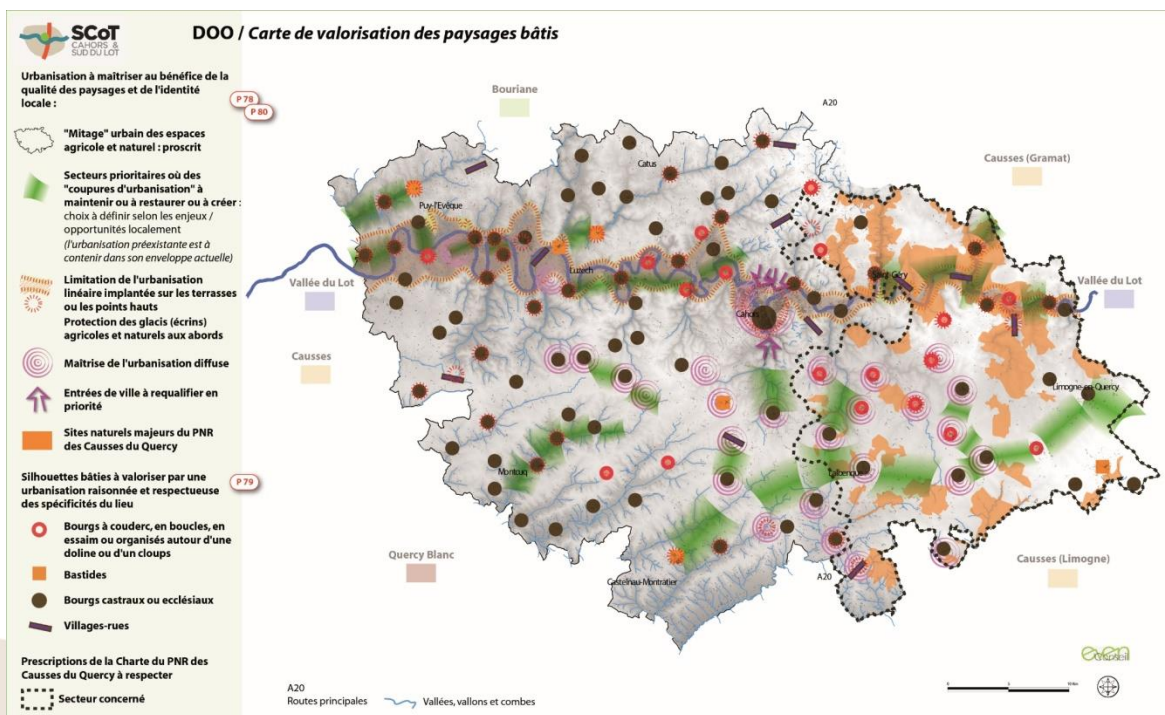 SCoT
CAHORS &
SUD DU LOT
DOO / Carte de valorisation des paysages bâtis
Urbanisation à maîtriser au bénéfice de la
qualité des paysages et de l'identité
locale :
P 78
P 80
"Mitage" urbain des espaces
agricole et naturel : proscrit
Secteurs prioritaires où des
"coupures d'urbanisation" à
maintenir ou à restaurer ou à créer :
choix à définir selon les enjeux /
opportunités localement
(l'urbanisation préexistante est à
contenir dans son enveloppe actuelle)
Limitation de l'urbanisation
linéaire implantée sur les terrasses
ou les points hauts
Protection des glacis (écrins)
agricoles et naturels aux abords
Maîtrise de l'urbanisation diffuse
Entrées de ville à requalifier en
priorité
Sites naturels majeurs du PNR
des Causses du Quercy
Silhouettes bâties à valoriser par une
urbanisation raisonnée et respectueuse
des spécificités du lieu
P 79
Bourgs à couderc, en boucles, en
essaim ou organisés autour d'une
doline ou d'un cloups
Bastides
Bourgs castraux ou ecclésiaux
Villages-rues
Prescriptions de la Charte du PNR des
Causses du Quercy à respecter
Secteur concerné
Bouriane
A20
Causses (Gramat)
Catus
Puy-l'Evêque
Vallée du Lot
Luzech
Saint-Géry
Vallée du Lot
Cahors
Causses
Limogne-en-Quercy
Montcuq
Lalbenque
Quercy Blanc
Castelnau-Montratier
A20
Causses (Limogne)
even
Conseil
A20
Routes principales
Vallées, vallons et combes